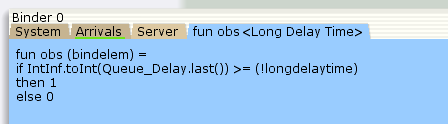 Binder 0
System Arrivals Server fun obs <Long Delay Time>
fun obs (bindelem) =
if IntInf.toInt(Queue_Delay.last()) >= (!longdelaytime)
then 1
else 0